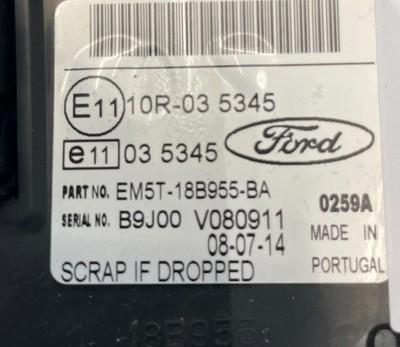 E11 10R-03 5345
e11 03 5345
Ford
PART NO. EM5T-18B955-BA
0259A
SERIAL NO. B9J00 V080911
08-07-14
MADE IN
PORTUGAL
SCRAP IF DROPPED
18B955